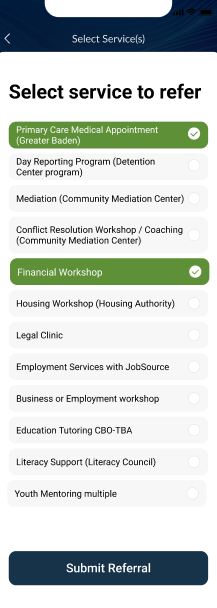 Select Service(s)
Select service to refer
Primary Care Medical Appointment
(Greater Baden)
Day Reporting Program (Detention
Center program)
Mediation (Community Mediation Center)
Conflict Resolution Workshop / Coaching
(Community Mediation Center)
Financial Workshop
Housing Workshop (Housing Authority)
Legal Clinic
Employment Services with JobSource
Business or Employment workshop
Education Tutoring CBO-TBA
Literacy Support (Literacy Council)
Youth Mentoring multiple
Submit Referral